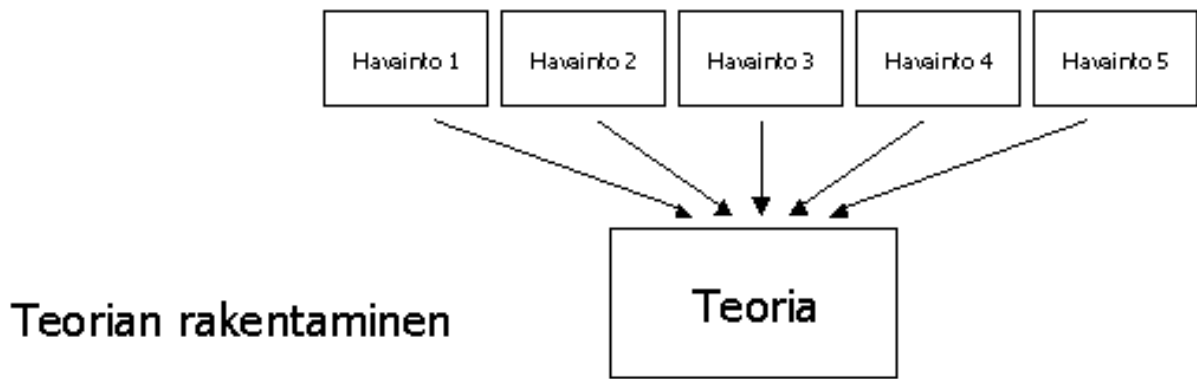 Havainto 1
Havainto 2
Havainto 3
Havainto 4
Havainto 5
Teoria
Teorian rakentaminen